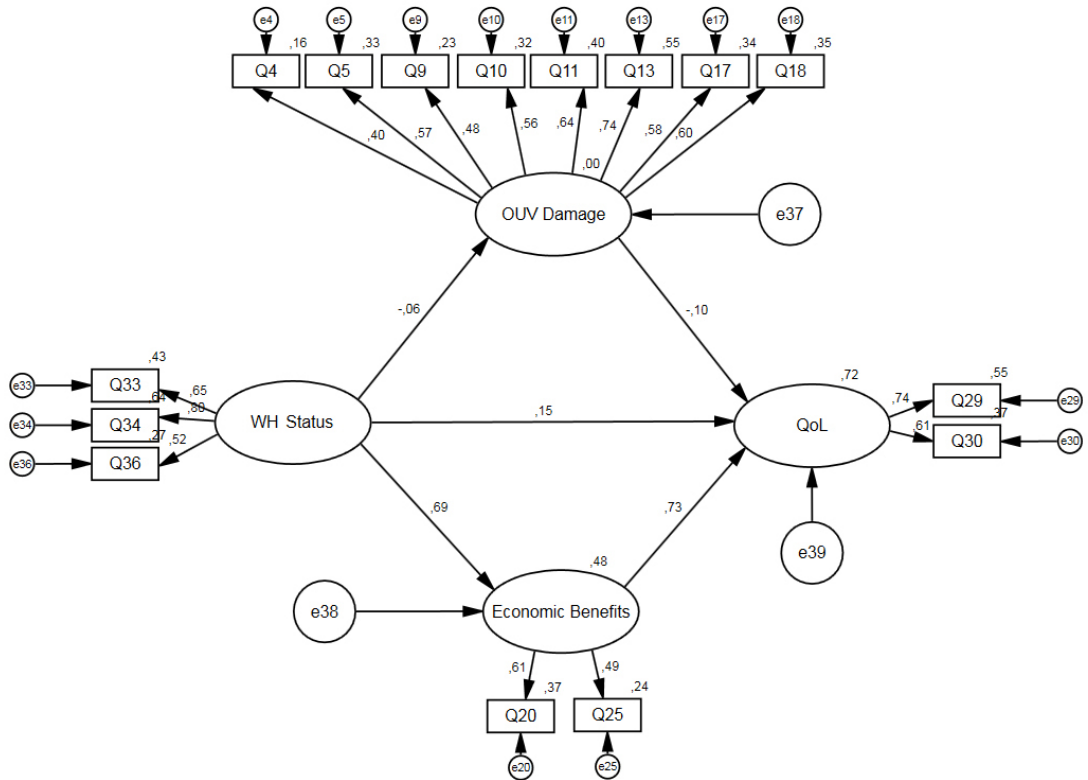 e4 e5 e9 e10 e11 e13 e17 e18
,16 ,33 ,23 ,32 ,40 ,55 ,34 ,35
Q4 Q5 Q9 Q10 Q11 Q13 Q17 Q18
,40 ,57 ,48 ,56 ,64 ,74 ,58 ,60
,00
OUV Damage
e37
-,06
-,10
,43
e33
Q33
,65
,64
,80
e34
Q34
,27
,52
e36
Q36
WH Status
,15
,72
QoL
,74
,55
Q29
e29
,61
,37
Q30
e30
,69
,73
e39
,48
e38
Economic Benefits
,61 ,49
,37 ,24
Q20 Q25
e20 e25